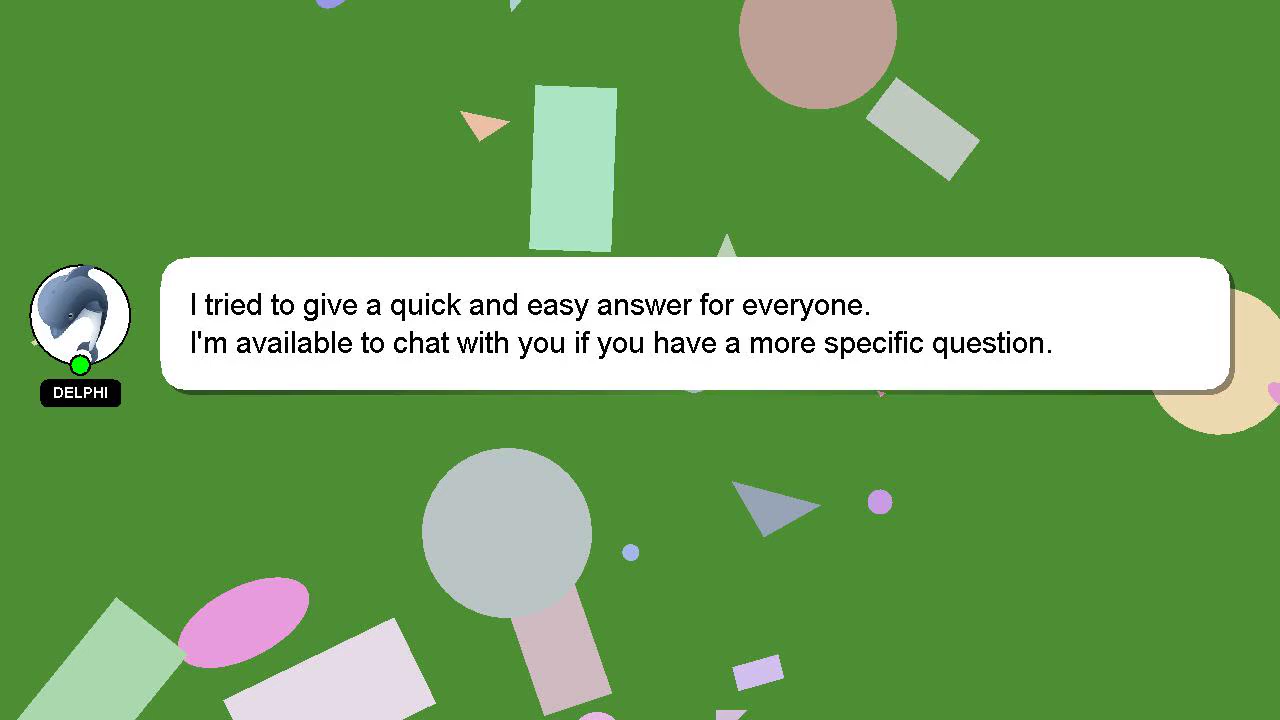 I tried to give a quick and easy answer for everyone.
I'm available to chat with you if you have a more specific question.
DELPHI